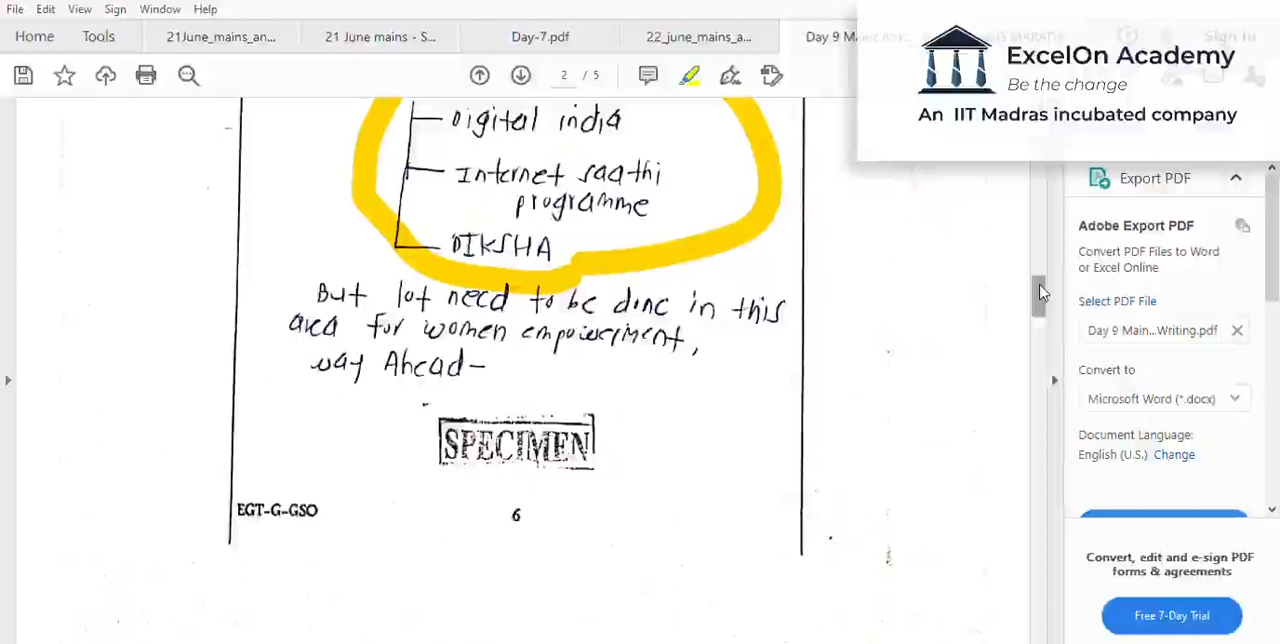 File Edit View Sign Window Help
Home Tools 21June_mains_an... 21 June mains - S... Day-7.pdf 22_june_mains_a... Day 9 M
2 / 5
ExcelOn Academy
Be the change
An IIT Madras incubated company
Digital india
Internet saathi
programme
DIKSHA
But lot need to be done in this
area for women empowerment,
way Ahead-
SPECIMEN
EGT-G-GSO
6
Export PDF
Adobe Export PDF
Convert PDF Files to Word
or Excel Online
Select PDF File
Day 9 Main...Writing.pdf
Convert to
Microsoft Word (*.docx)
Document Language:
English (U.S.) Change
Convert, edit and e-sign PDF
forms & agreements
Free 7-Day Trial